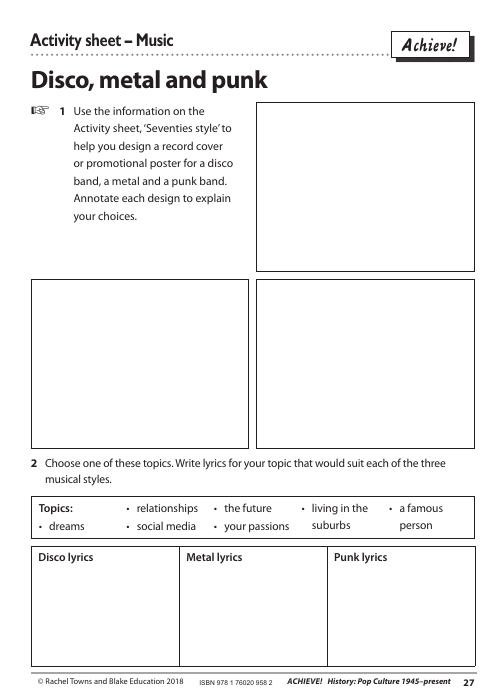 Activity sheet – Music
Achieve!
Disco, metal and punk
1 Use the information on the
Activity sheet, ‘Seventies style’ to
help you design a record cover
or promotional poster for a disco
band, a metal and a punk band.
Annotate each design to explain
your choices.
2 Choose one of these topics. Write lyrics for your topic that would suit each of the three
musical styles.
Topics:
• dreams
• relationships
• social media
• the future
• your passions
• living in the
suburbs
• a famous
person
Disco lyrics
Metal lyrics
Punk lyrics
© Rachel Towns and Blake Education 2018 ISBN 978 1 76020 958 2 ACHIEVE! History: Pop Culture 1945–present 27